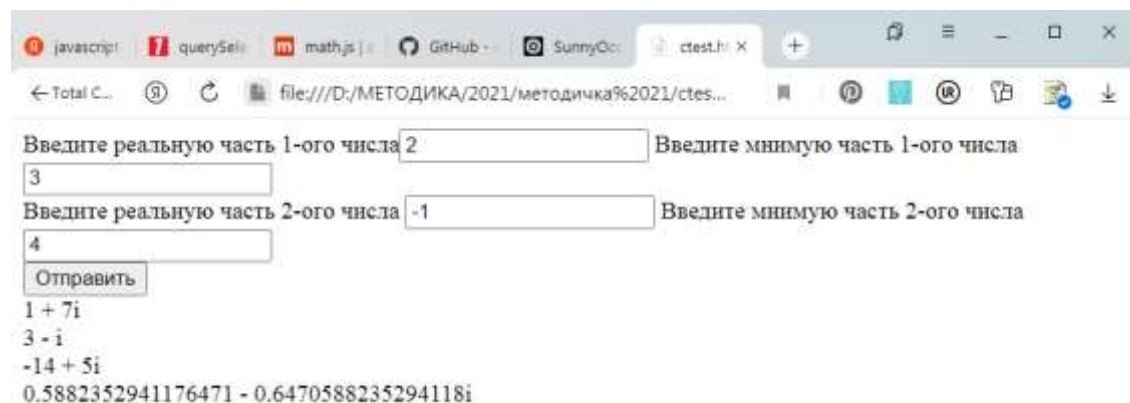 javascript querySele math.js | GitHub - SunnyOcc ctest.ht × +
← Total C... file:///D:/МЕТОДИКА/2021/методичка%2021/ctes...
Введите реальную часть 1-ого числа 2 Введите мнимую часть 1-ого числа
3
Введите реальную часть 2-ого числа -1 Введите мнимую часть 2-ого числа
4
Отправить
1 + 7i
3 - i
-14 + 5i
0.5882352941176471 - 0.6470588235294118i